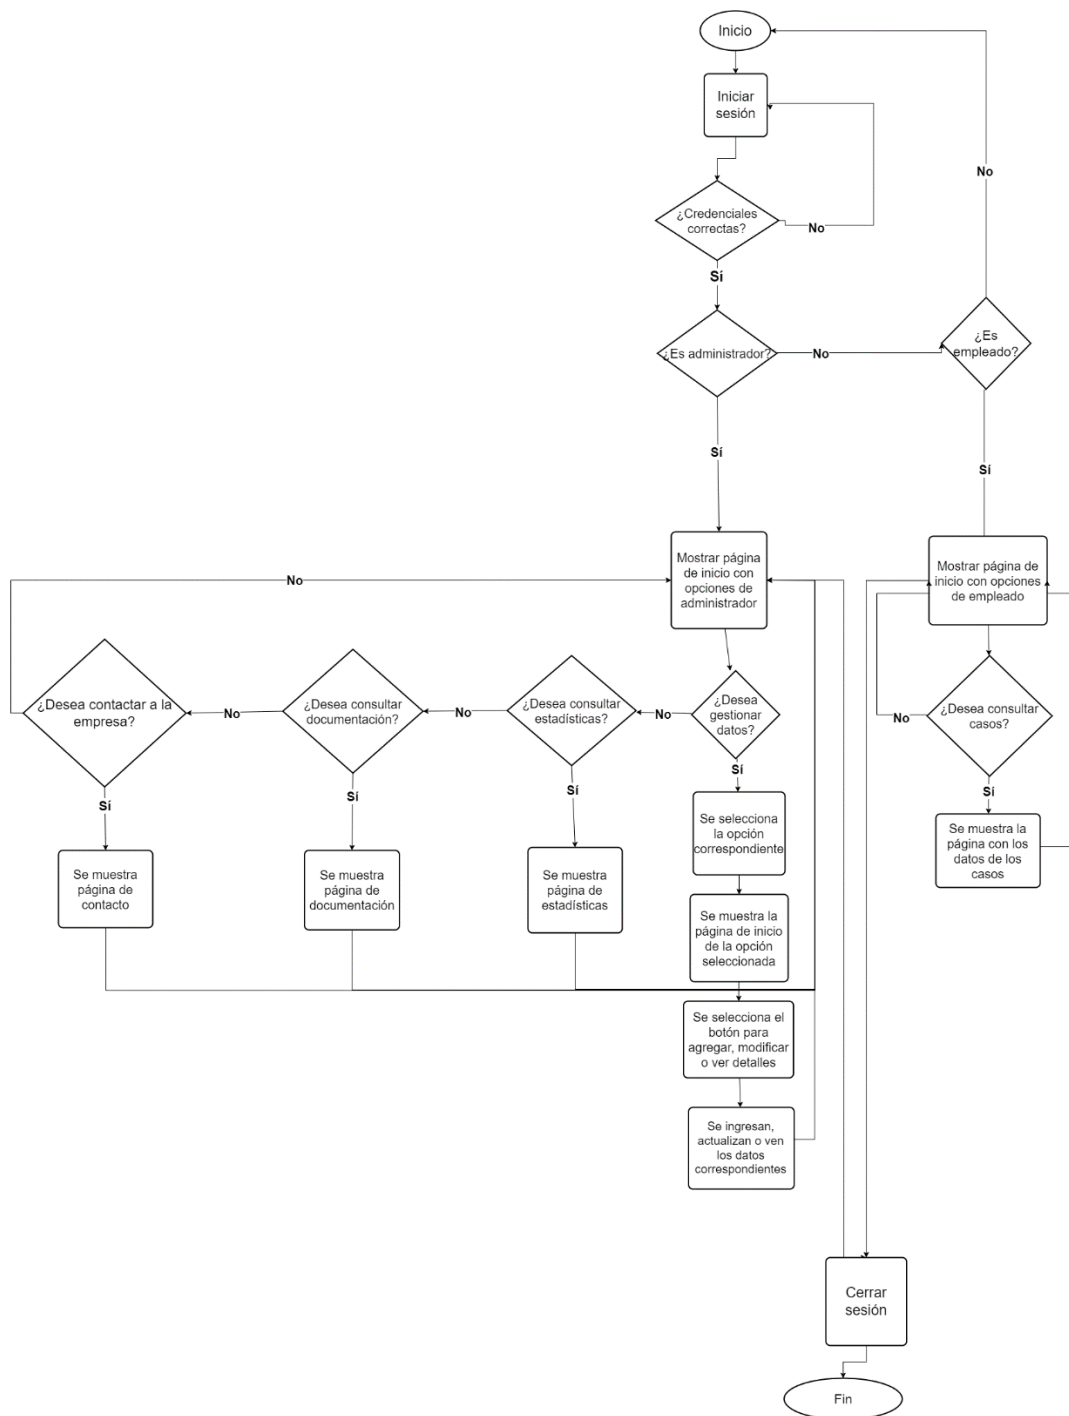 Inicio
Iniciar
sesión
¿Credenciales
correctas?
No
No
Sí
¿Es administrador?
No
¿Es
empleado?
Sí
Sí
Mostrar página
de inicio con
opciones de
administrador
Mostrar página de
inicio con opciones
de empleado
No
¿Desea contactar a la
empresa?
No
¿Desea consultar
documentación?
No
¿Desea consultar
estadísticas?
No
¿Desea
gestionar
datos?
No
¿Desea consultar
casos?
Sí
Sí
Sí
Sí
Sí
Se muestra
página de
contacto
Se muestra
página de
documentación
Se muestra
página de
estadísticas
Se selecciona
la opción
correspondiente
Se muestra la
página con los
datos de los
casos
Se muestra la
página de inicio
de la opción
seleccionada
Se selecciona el
botón para
agregar, modificar
o ver detalles
Se ingresan,
actualizan o ven
los datos
correspondientes
Cerrar
sesión
Fin